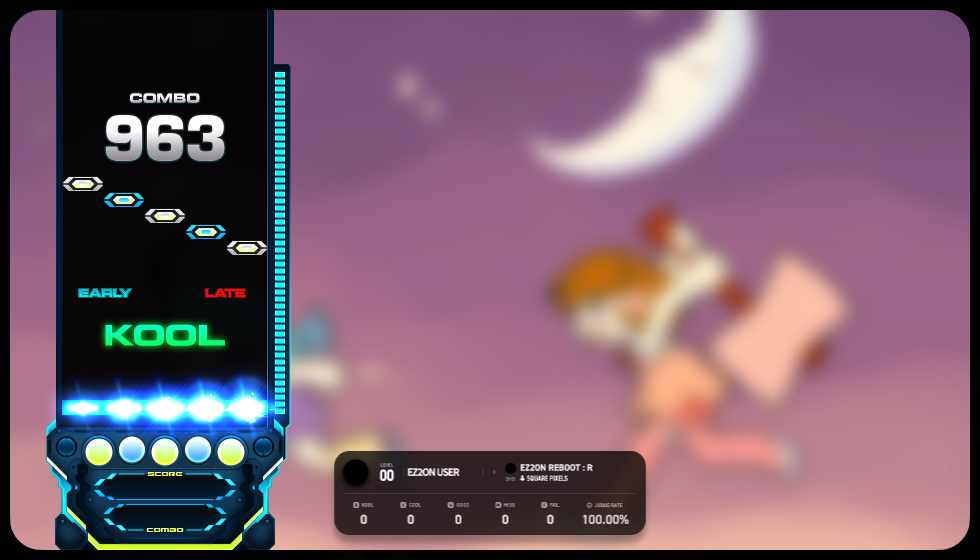 COMBO
963
EARLY LATE
KOOL
SCORE
COMBO
LEVEL
00 EZ2ON USER
EZ2ON REBOOT : R
SQUARE PIXELS
KOOL COOL GOOD MISS FAIL JUDGE RATE
0 0 0 0 0 100.00%